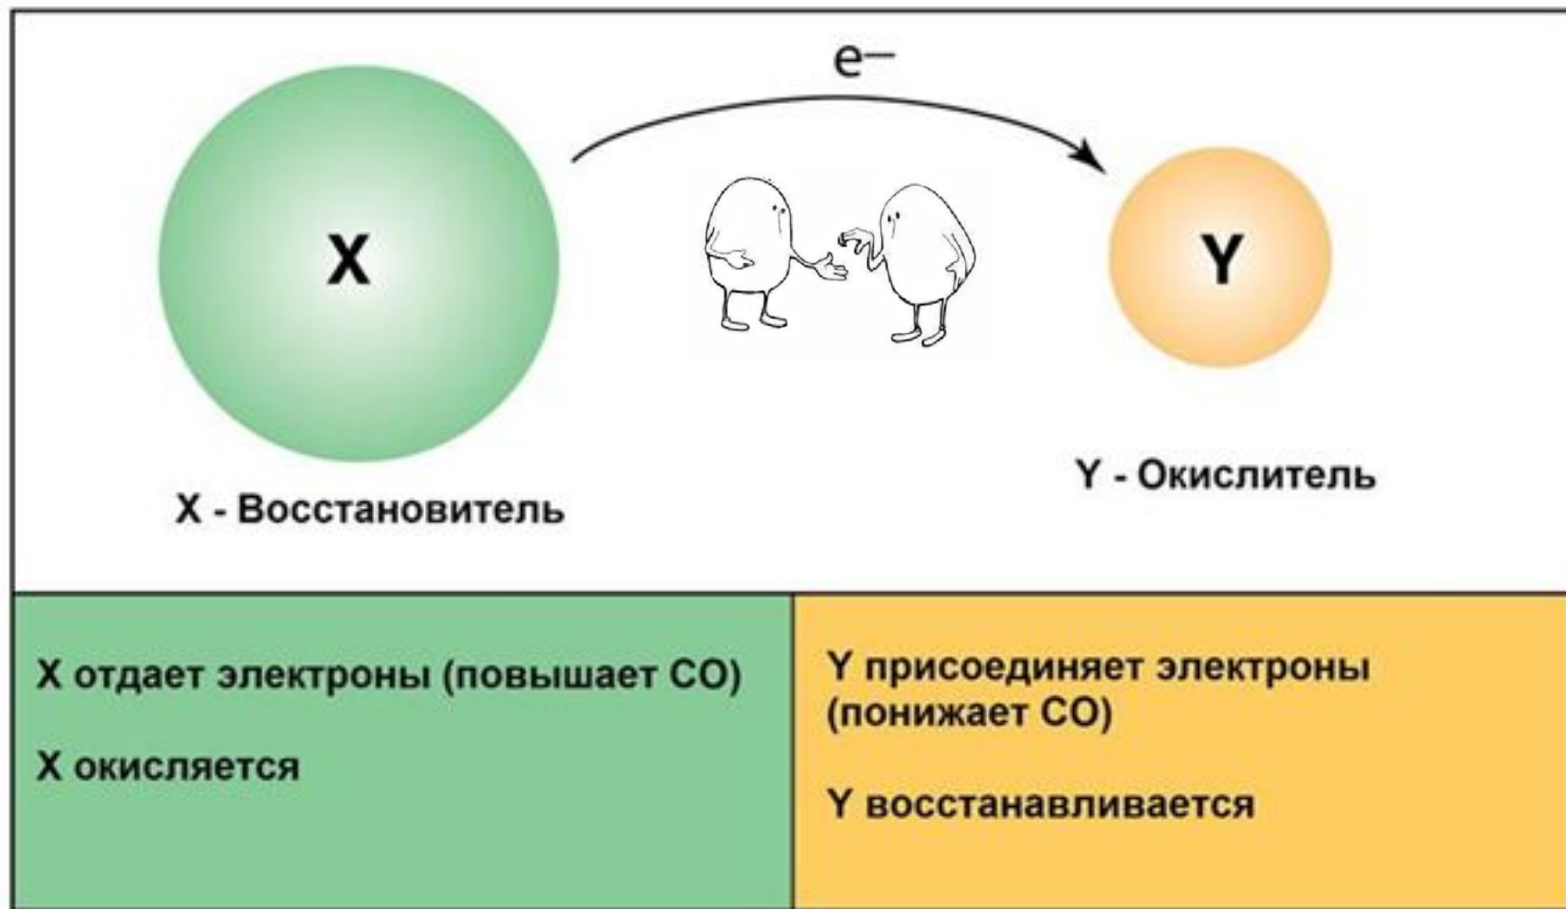 e−
X
Y
X - Восстановитель
Y - Окислитель
X отдает электроны (повышает СО)
X окисляется
Y присоединяет электроны
(понижает СО)
Y восстанавливается